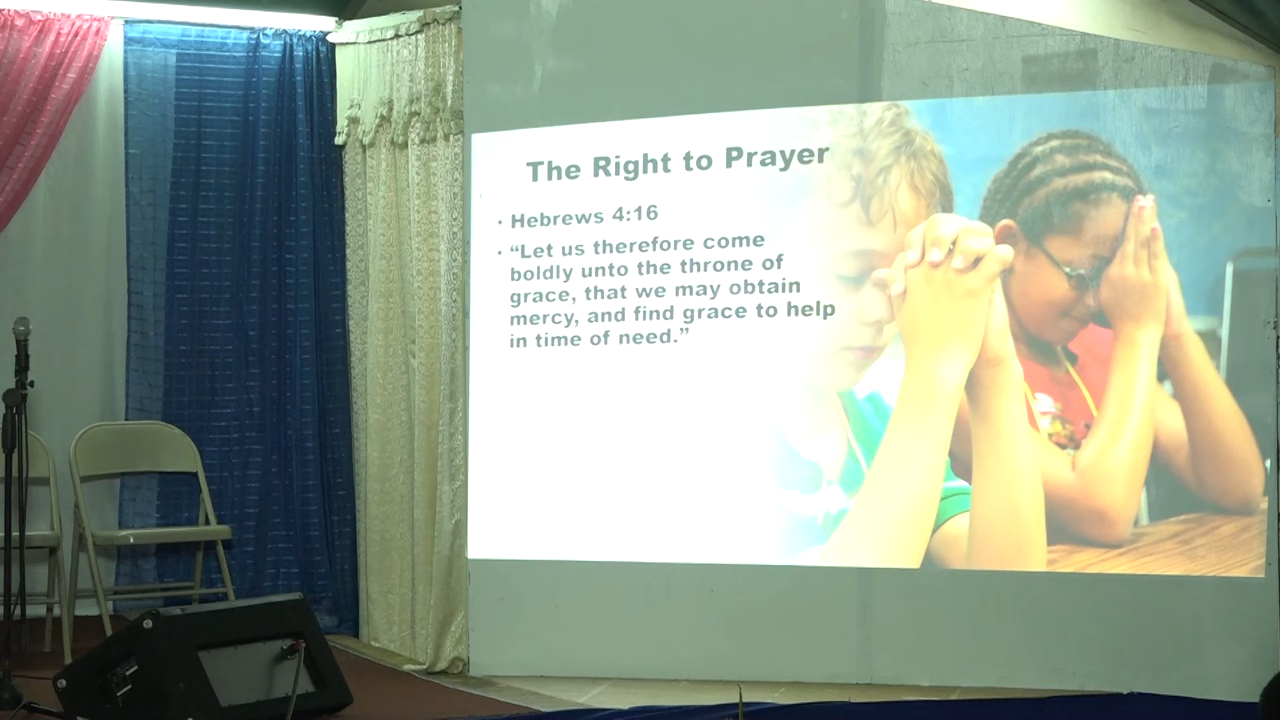 The Right to Prayer
• Hebrews 4:16
• “Let us therefore come
boldly unto the throne of
grace, that we may obtain
mercy, and find grace to help
in time of need.”